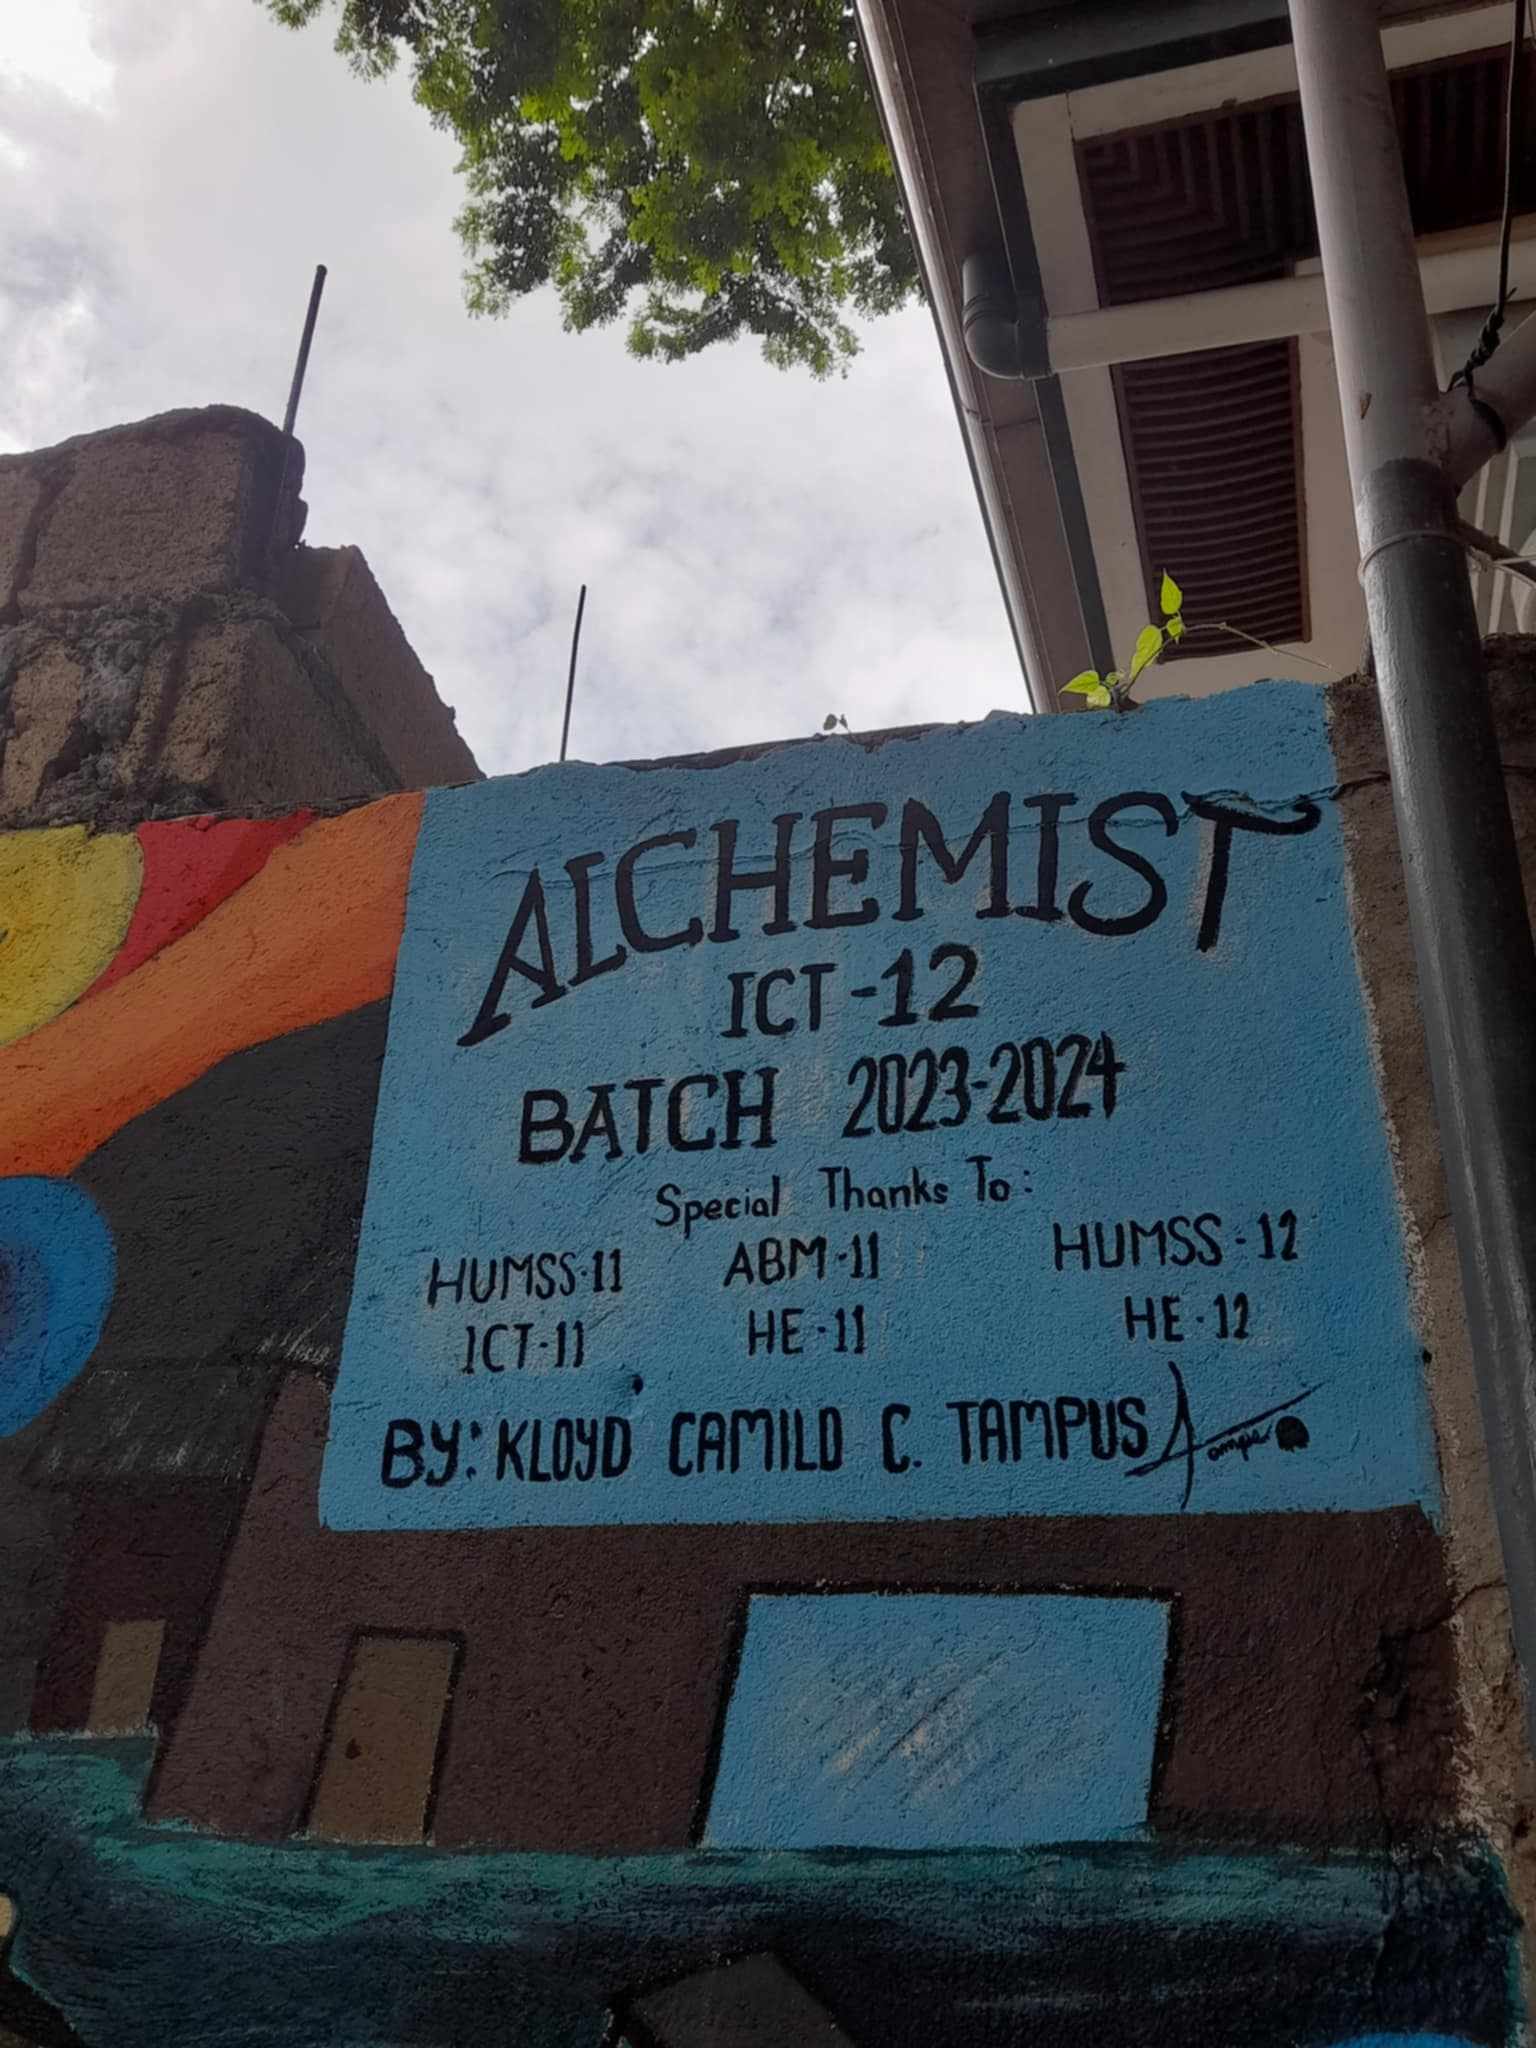 ALCHEMIST
ICT-12
BATCH 2023-2024
Special Thanks To:
HUMSS-11 ABM-11 HUMSS-12
ICT-11 HE-11 HE-12
BY: KLOYD CAMILO C. TAMPUS